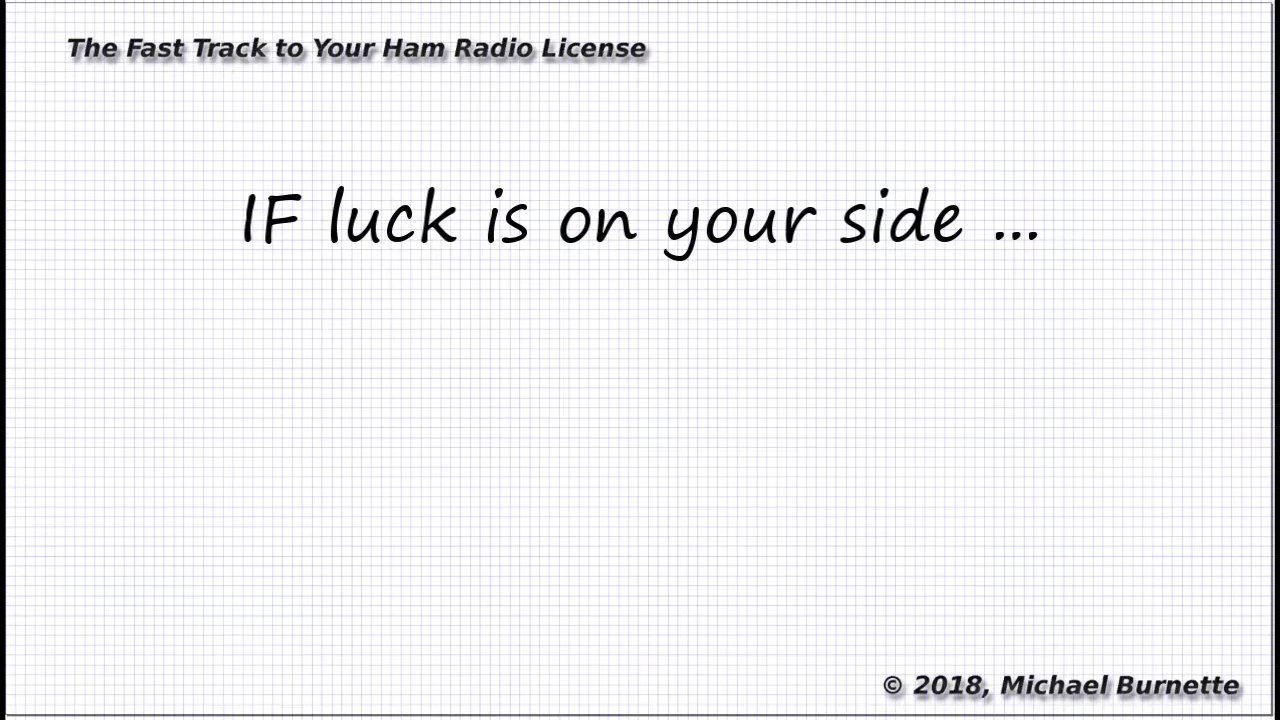 The Fast Track to Your Ham Radio License
IF luck is on your side ...
© 2018, Michael Burnette